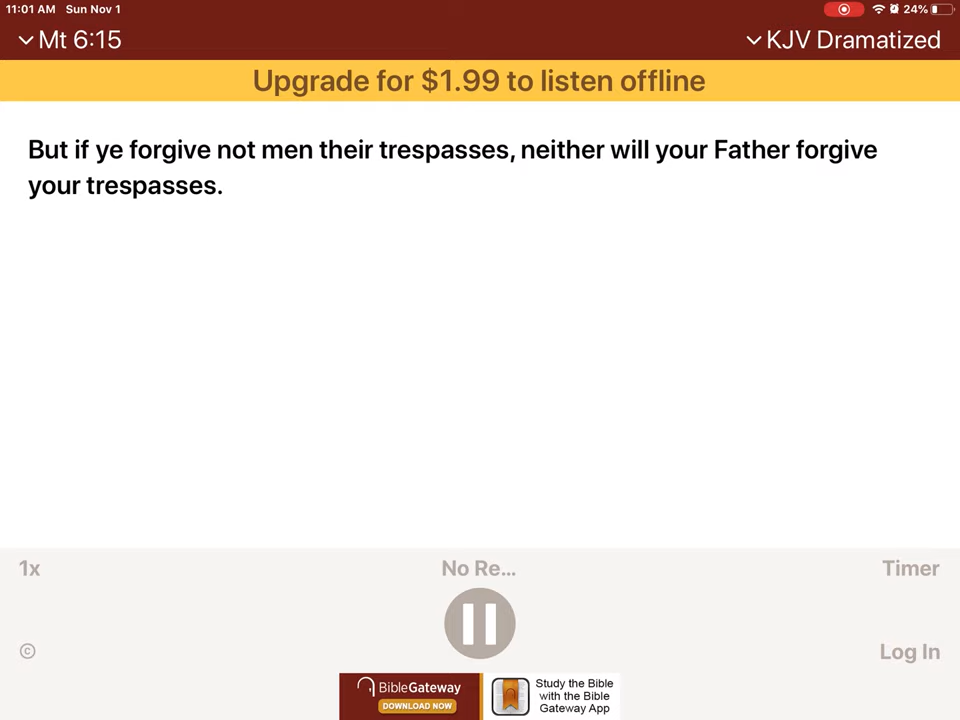 11:01 AM Sun Nov 1 24%
Mt 6:15 KJV Dramatized
Upgrade for $1.99 to listen offline
But if ye forgive not men their trespasses, neither will your Father forgive
your trespasses.
1x No Re... Timer
© Log In
BibleGateway
DOWNLOAD NOW
Study the Bible
with the Bible
Gateway App